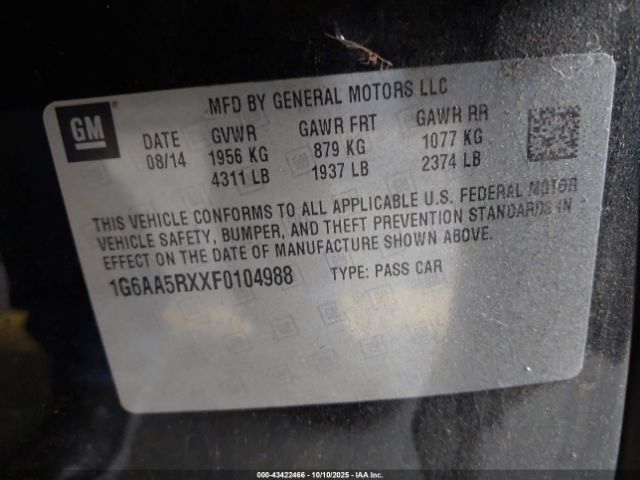 GM
MFD BY GENERAL MOTORS LLC
DATE GVWR GAWR FRT GAWR RR
08/14 1956 KG 879 KG 1077 KG
4311 LB 1937 LB 2374 LB
THIS VEHICLE CONFORMS TO ALL APPLICABLE U.S. FEDERAL MOTOR
VEHICLE SAFETY, BUMPER, AND THEFT PREVENTION STANDARDS IN
EFFECT ON THE DATE OF MANUFACTURE SHOWN ABOVE.
1G6AA5RXXF0104988 TYPE: PASS CAR
000-43422466 - 10/10/2025 - IAA Holdings, LLC.